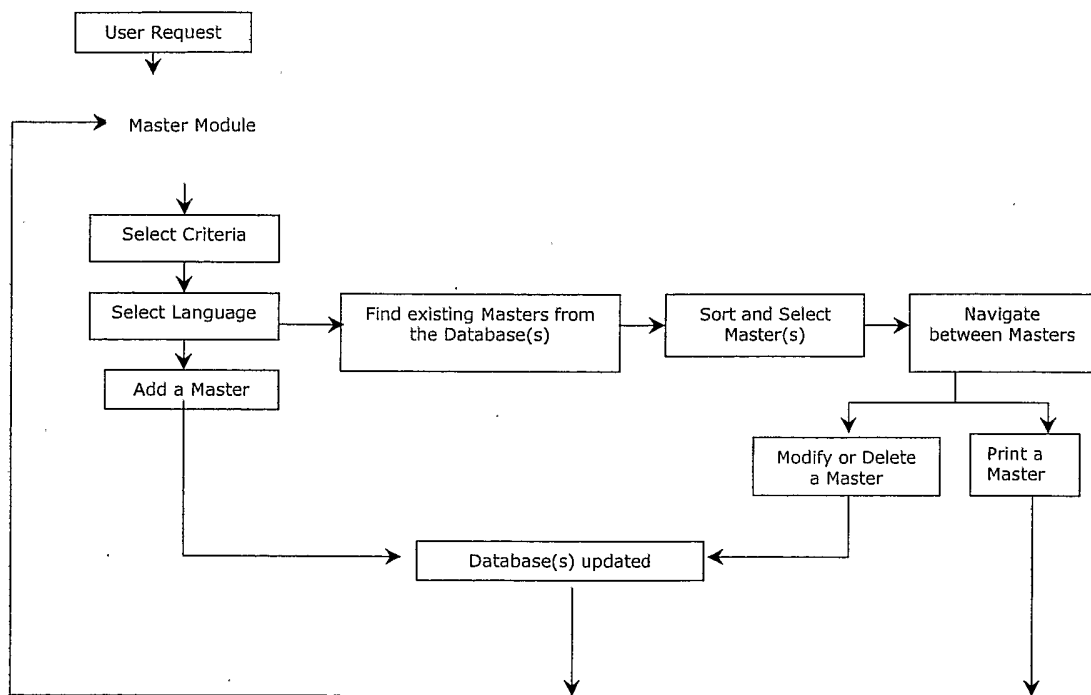 User Request
Master Module
Select Criteria
Select Language
Find existing Masters from
the Database(s)
Sort and Select
Master(s)
Navigate
between Masters
Add a Master
Modify or Delete
a Master
Print a
Master
Database(s) updated